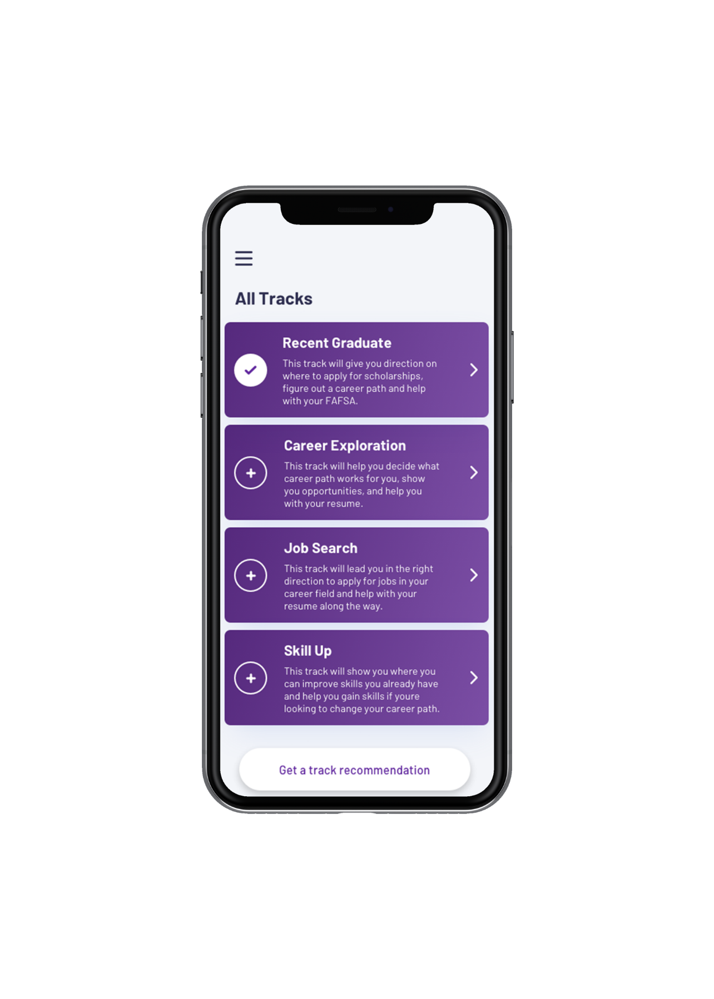 All Tracks
Recent Graduate
This track will give you direction on
where to apply for scholarships,
figure out a career path and help
with your FAFSA.
Career Exploration
This track will help you decide what
career path works for you, show
you opportunities, and help you
with your resume.
Job Search
This track will lead you in the right
direction to apply for jobs in your
career field and help with your
resume along the way.
Skill Up
This track will show you where you
can improve skills you already have
and help you gain skills if youre
looking to change your career path.
Get a track recommendation